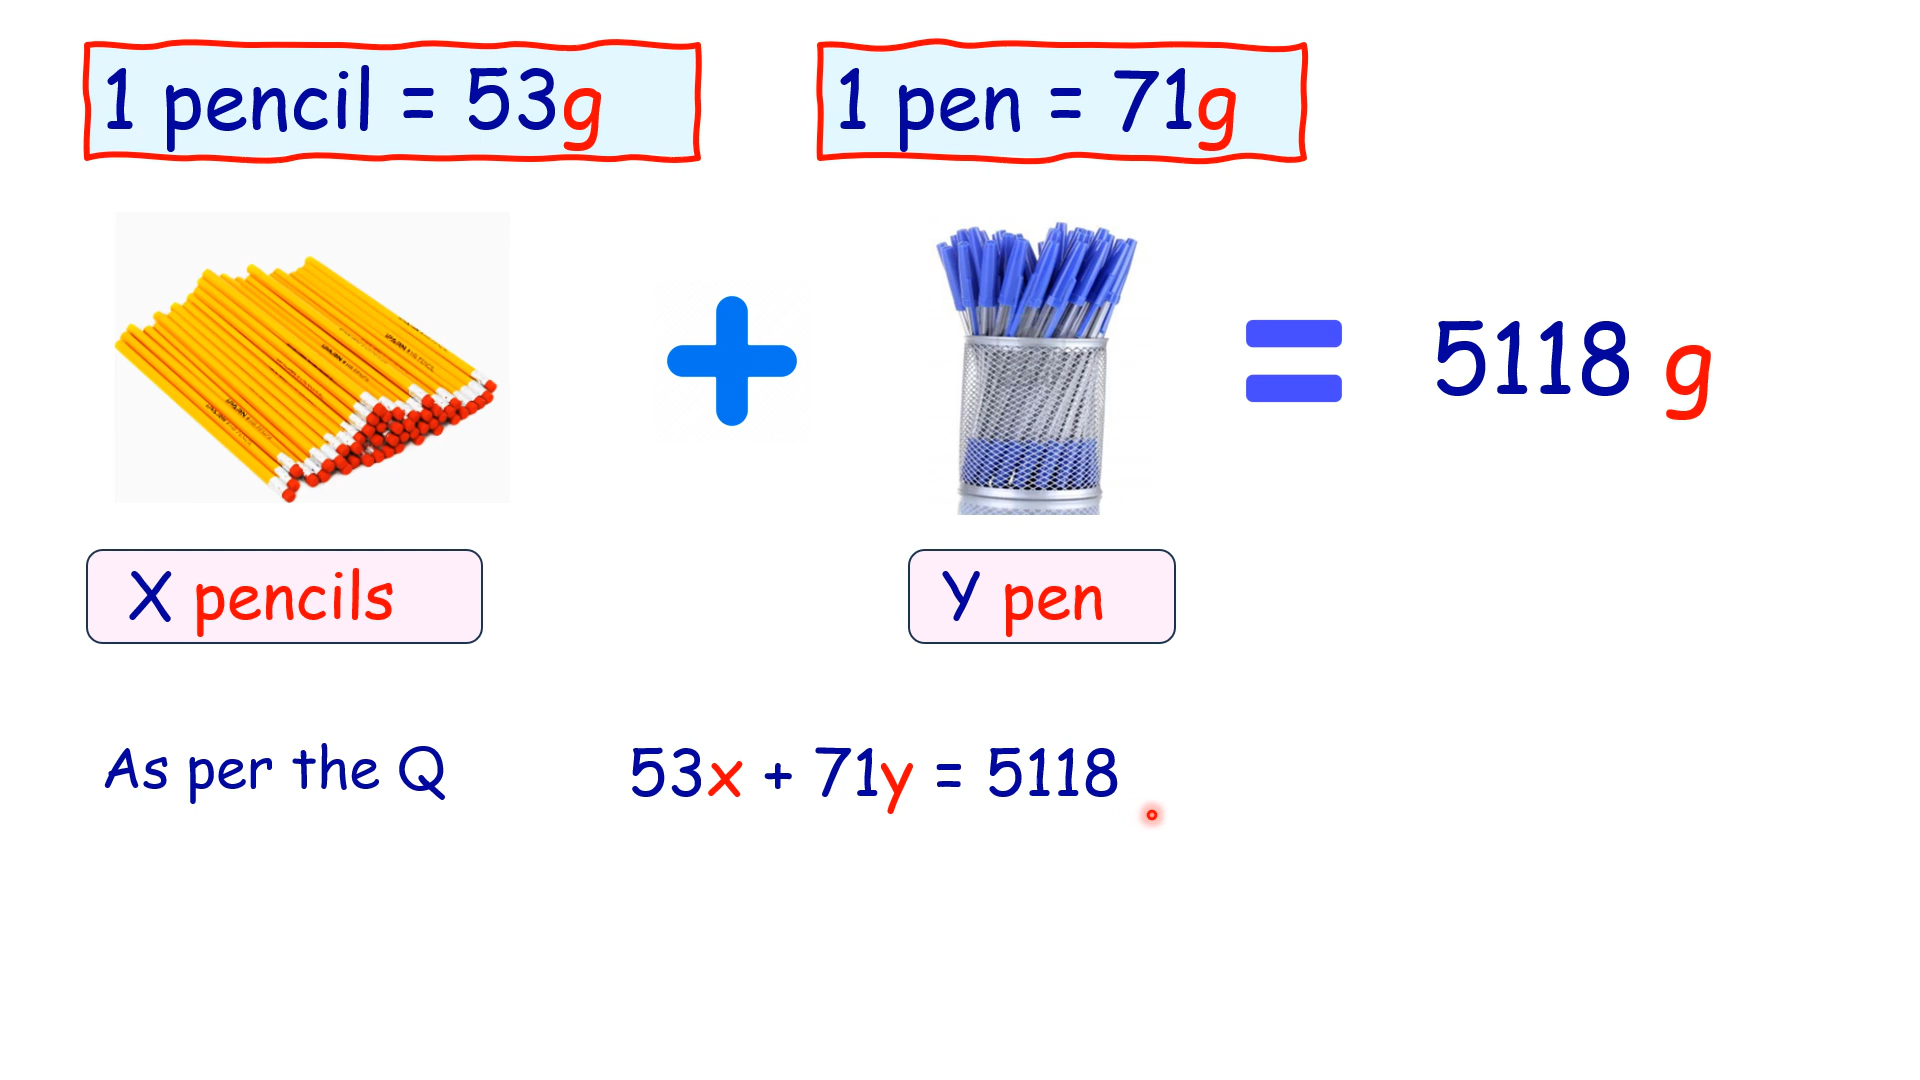 1 pencil = 53g
1 pen = 71g
5118 g
X pencils
Y pen
As per the Q
53x + 71y = 5118